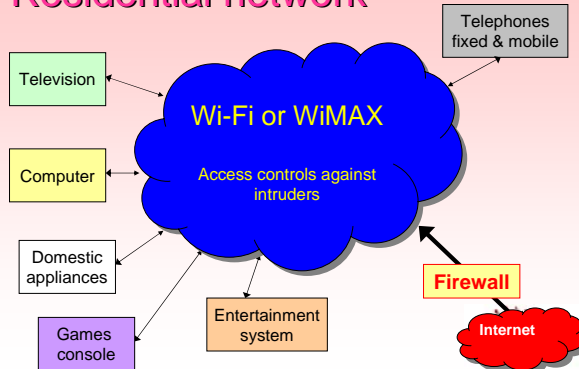 Residential network
Telephones
fixed & mobile
Television
Wi-Fi or WiMAX
Computer
Access controls against
intruders
Domestic
appliances
Firewall
Entertainment
system
Internet
Games
console